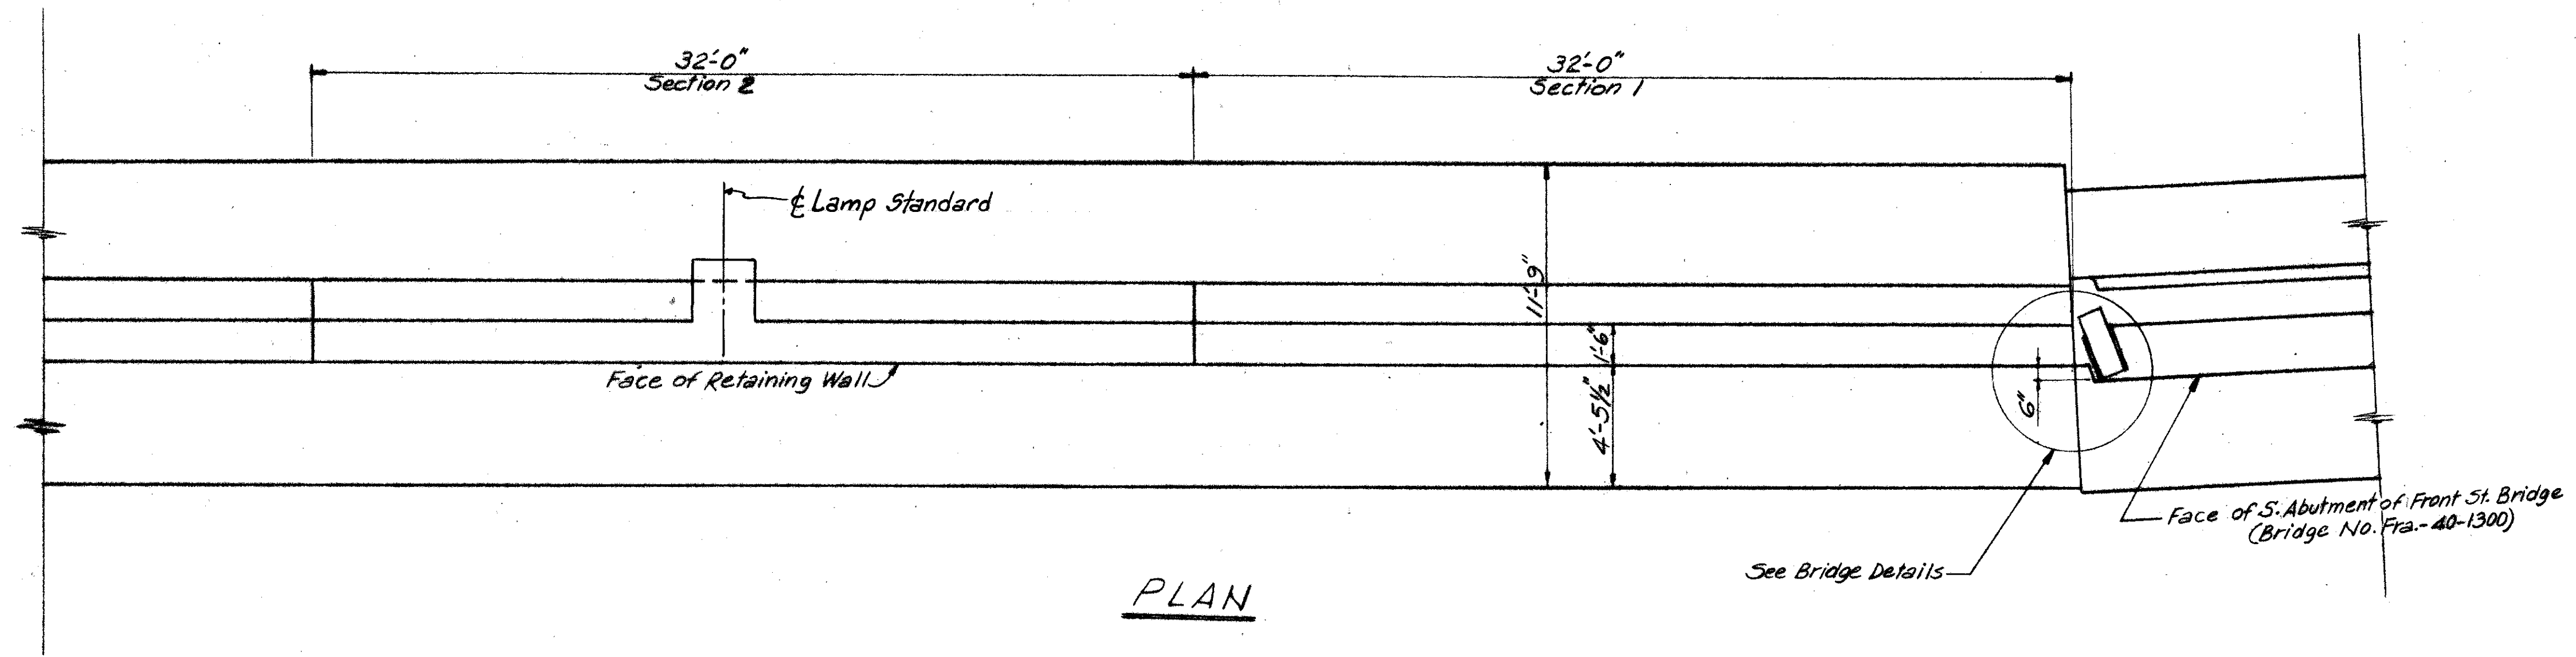 32'-0"
Section 2
32'-0"
Section 1
℄ Lamp Standard
11'-9"
1'-6"
4'-5½"
6"
Face of Retaining Wall
Face of S. Abutment of Front St. Bridge
(Bridge No. Fra.-40-1300)
See Bridge Details
PLAN